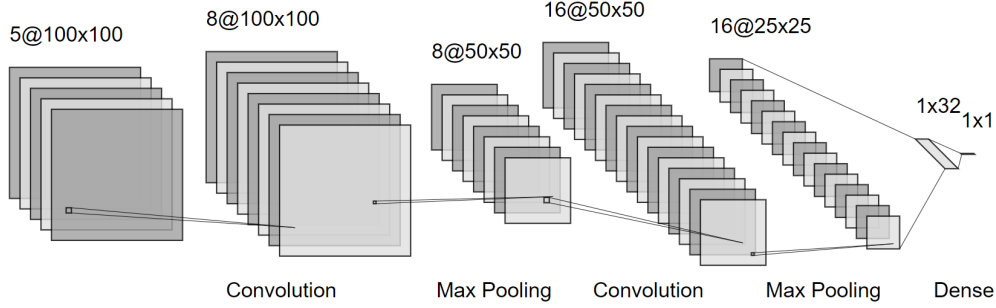 5@100x100
8@100x100
8@50x50
16@50x50
16@25x25
1x32
1x1
Convolution
Max Pooling
Convolution
Max Pooling
Dense